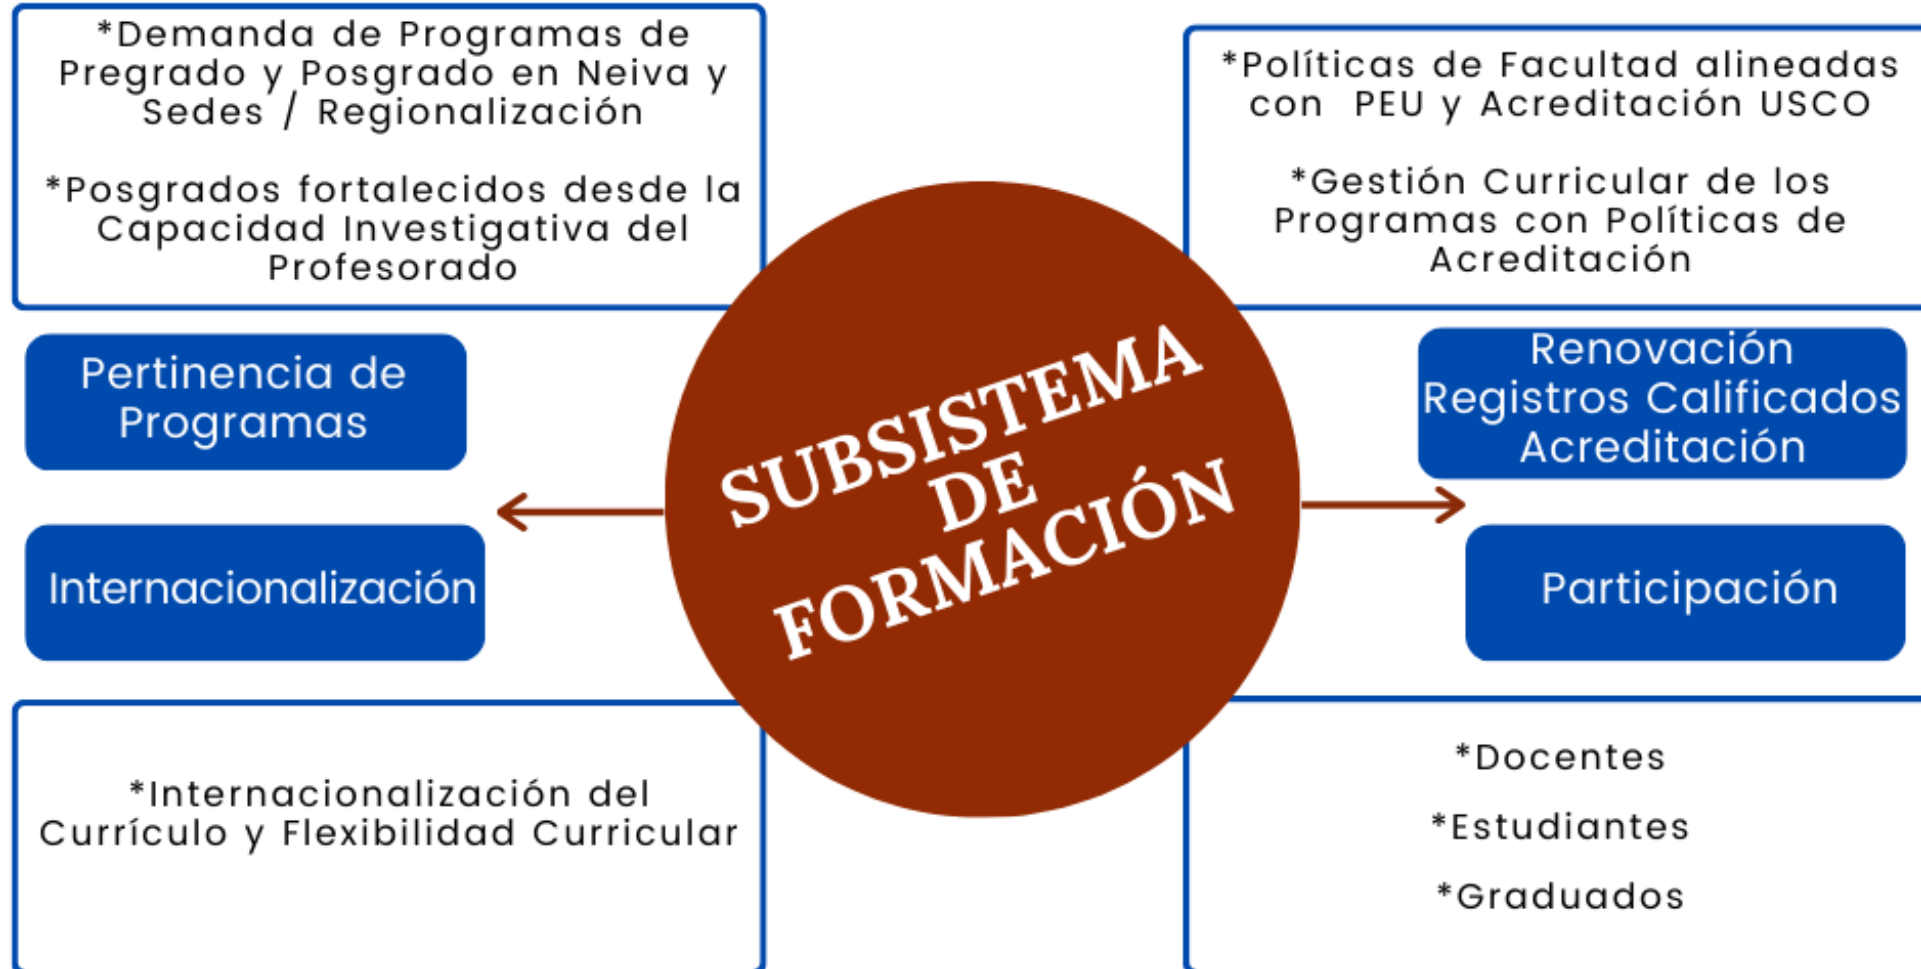 *Demanda de Programas de
Pregrado y Posgrado en Neiva y
Sedes / Regionalización
*Posgrados fortalecidos desde la
Capacidad Investigativa del
Profesorado
*Políticas de Facultad alineadas
con PEU y Acreditación USCO
*Gestión Curricular de los
Programas con Políticas de
Acreditación
Pertinencia de
Programas
Internacionalización
SUBSISTEMA
DE
FORMACIÓN
Renovación
Registros Calificados
Acreditación
Participación
*Internacionalización del
Currículo y Flexibilidad Curricular
*Docentes
*Estudiantes
*Graduados